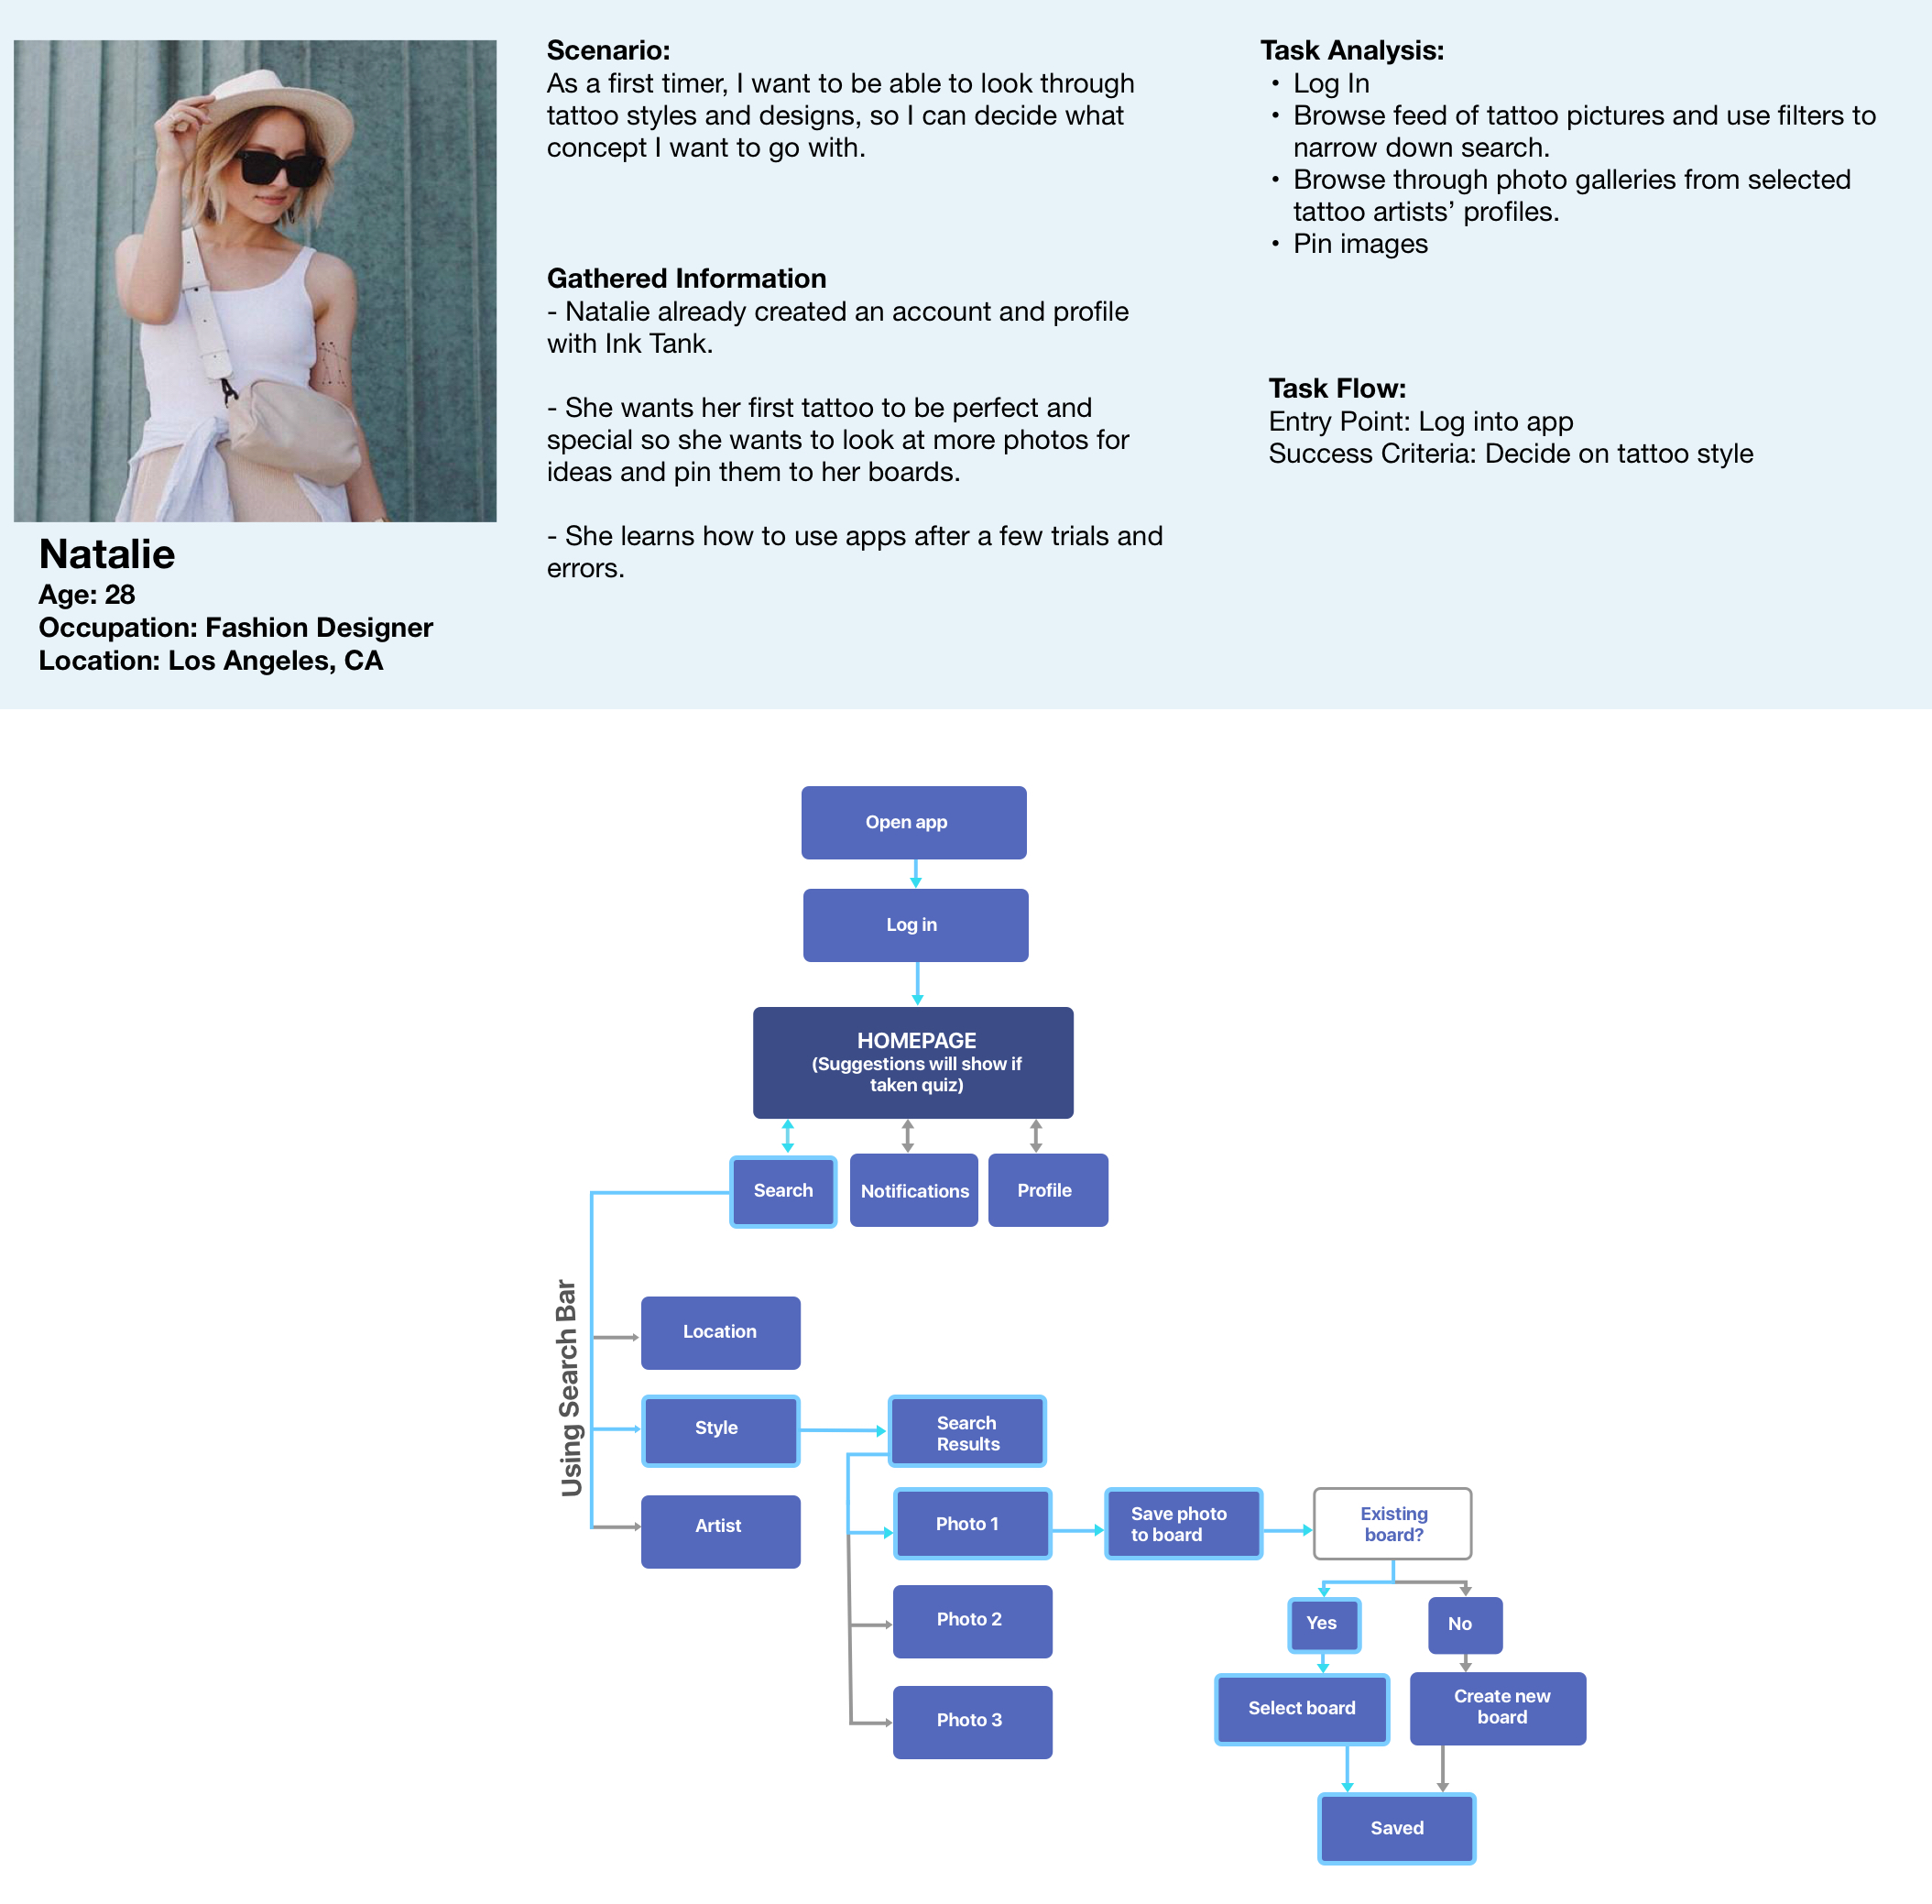 Natalie
Age: 28
Occupation: Fashion Designer
Location: Los Angeles, CA
Scenario:
As a first timer, I want to be able to look through
tattoo styles and designs, so I can decide what
concept I want to go with.
Gathered Information
- Natalie already created an account and profile
with Ink Tank.
- She wants her first tattoo to be perfect and
special so she wants to look at more photos for
ideas and pin them to her boards.
- She learns how to use apps after a few trials and
errors.
Task Analysis:
• Log In
• Browse feed of tattoo pictures and use filters to
narrow down search.
• Browse through photo galleries from selected
tattoo artists’ profiles.
• Pin images
Task Flow:
Entry Point: Log into app
Success Criteria: Decide on tattoo style
Open app
Log in
HOMEPAGE
(Suggestions will show if
taken quiz)
Search
Notifications
Profile
Using Search Bar
Location
Style
Artist
Search
Results
Photo 1
Photo 2
Photo 3
Save photo
to board
Existing
board?
Yes
No
Select board
Create new
board
Saved